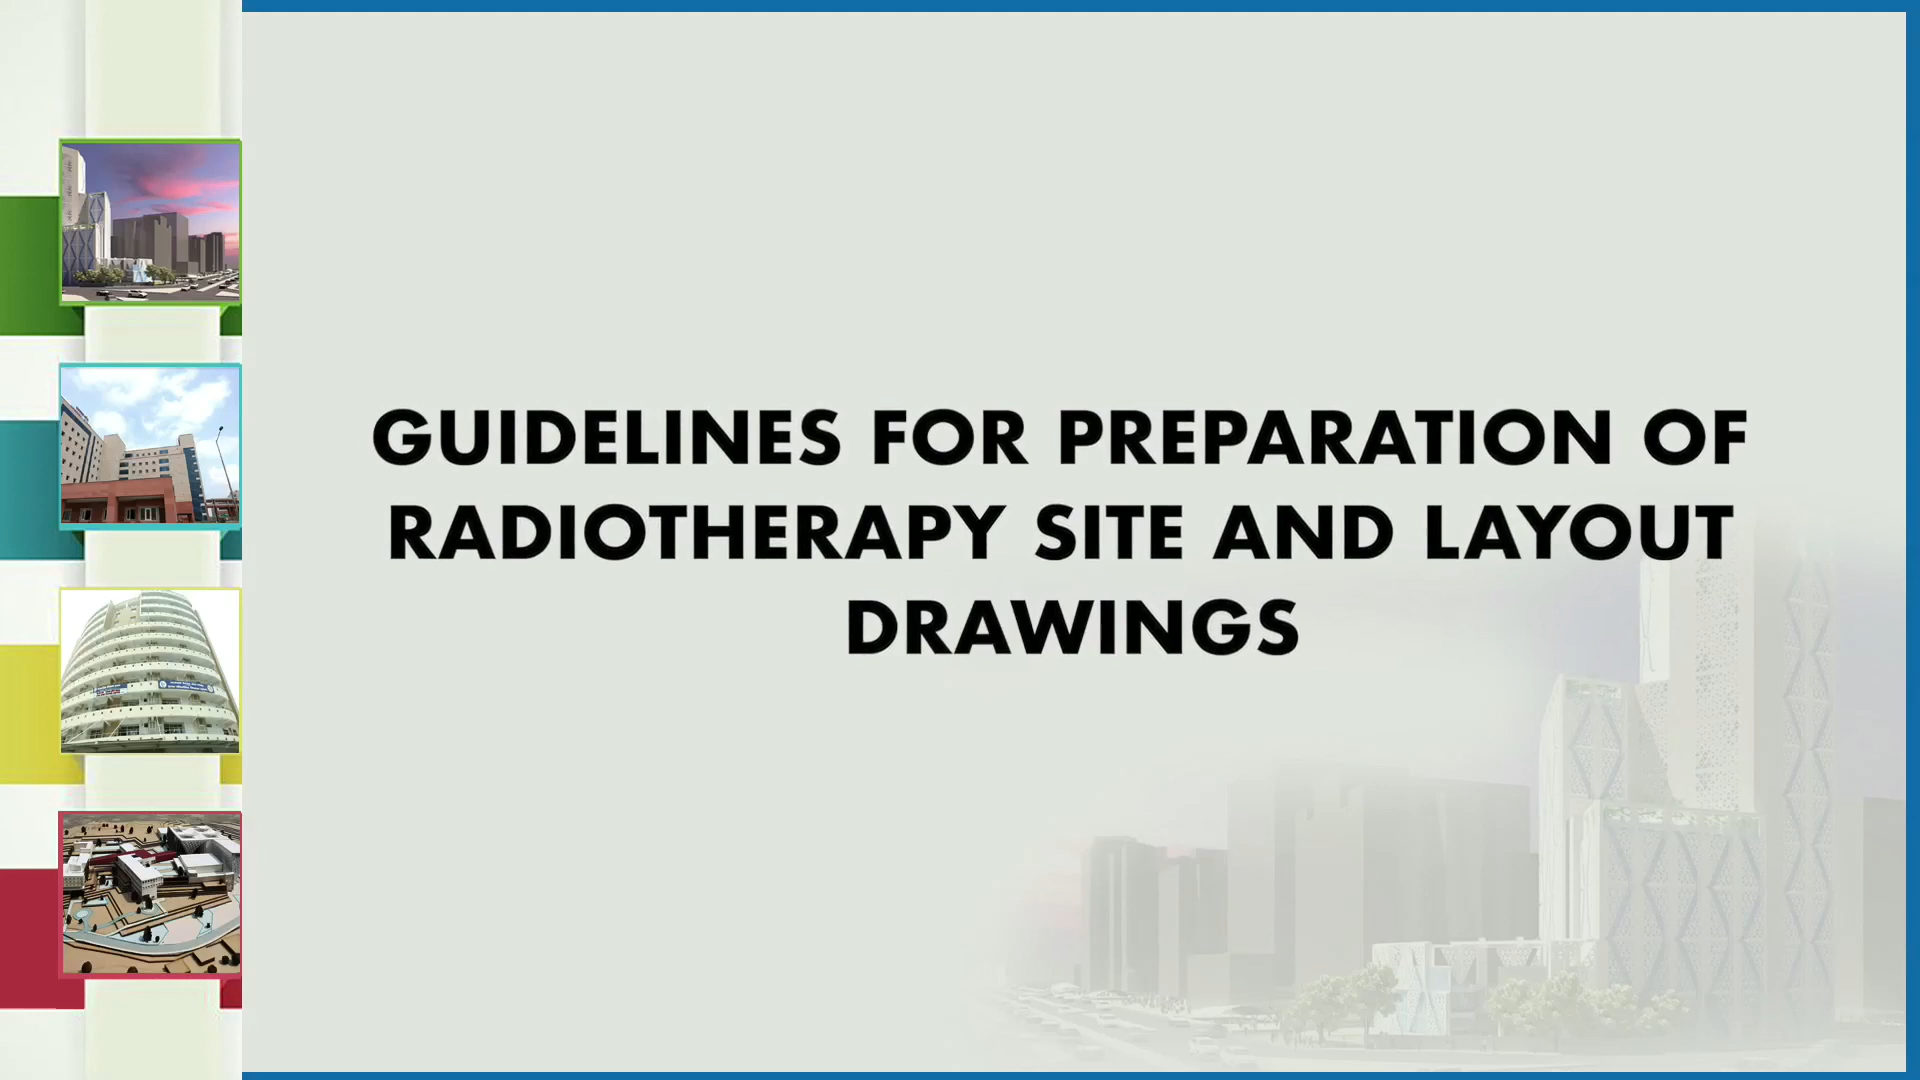 GUIDELINES FOR PREPARATION OF
RADIOTHERAPY SITE AND LAYOUT
DRAWINGS